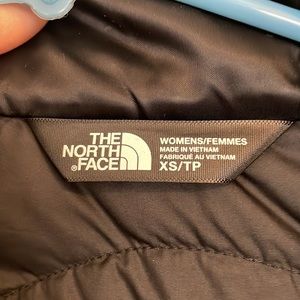 THE
NORTH
®FACE
WOMENS/FEMMES
MADE IN VIETNAM
FABRIQUÉ AU VIETNAM
XS/TP